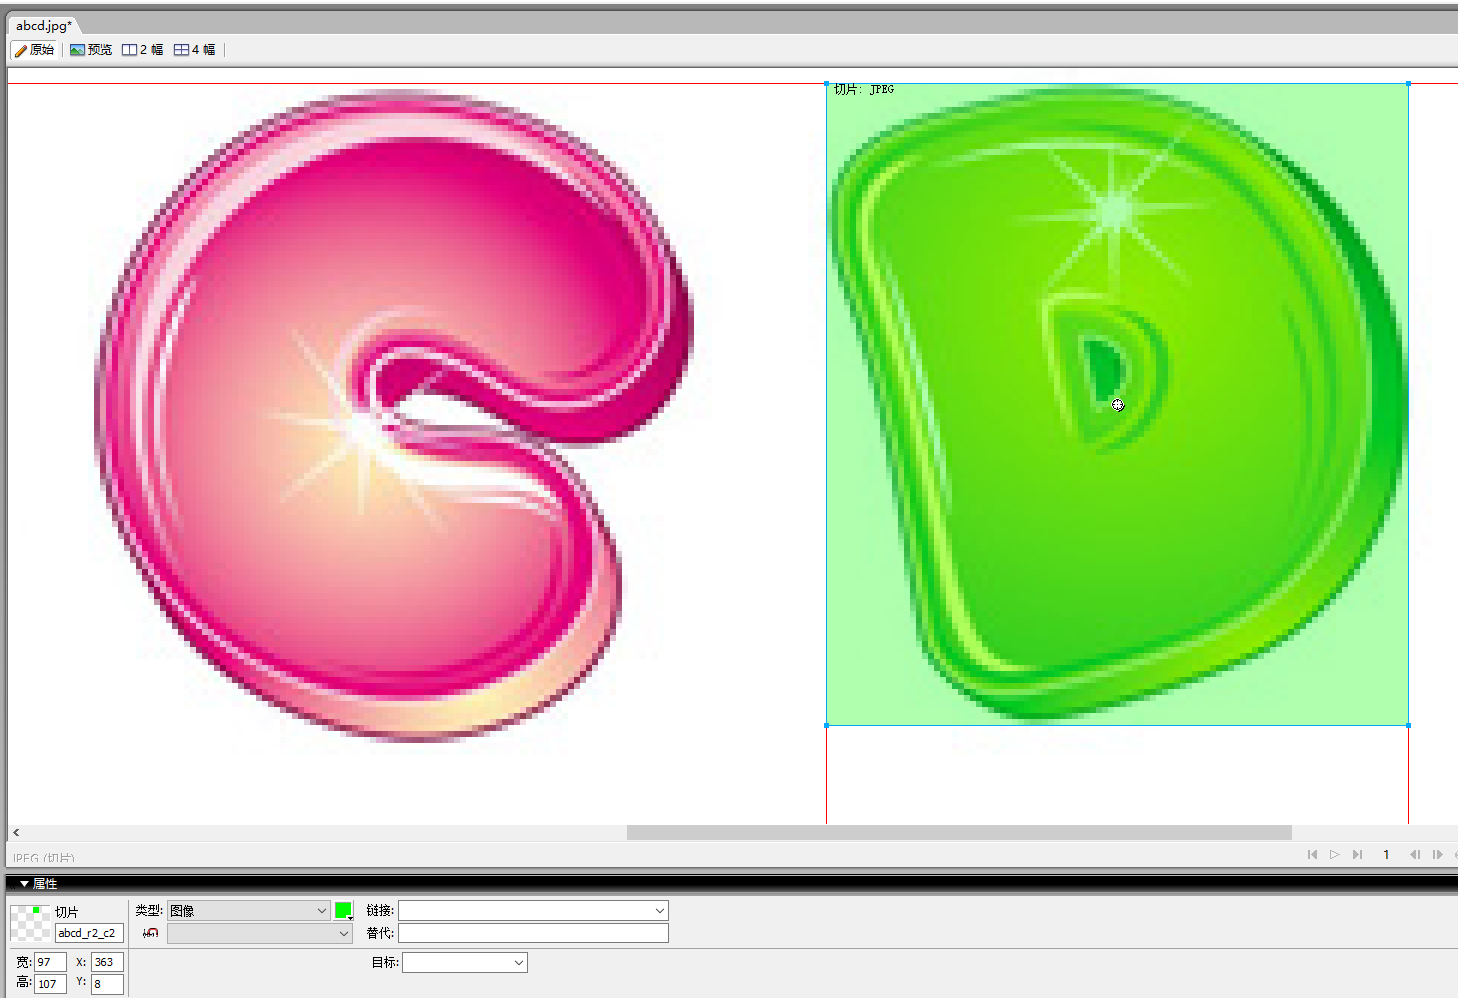 abcd.jpg*
原始 预览 2 幅 4 幅
切片: JPEG
JPEG (切片)
1
属性
切片 类型: 图像 链接:
abcd_r2_c2 替代:
宽: 97 X: 363 目标:
高: 107 Y: 8